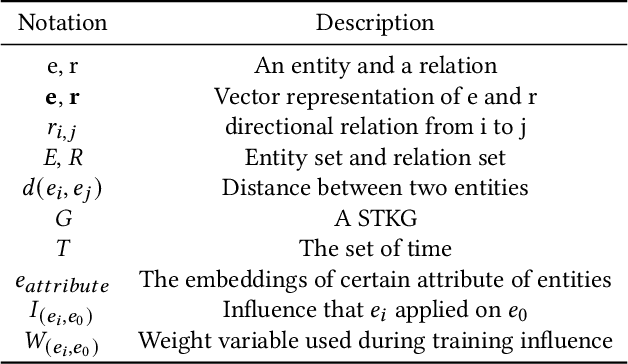 Notation Description
e, r An entity and a relation
e, r Vector representation of e and r
r_{i,j} directional relation from i to j
E, R Entity set and relation set
d(e_i, e_j) Distance between two entities
G A STKG
T The set of time
e_{attribute} The embeddings of certain attribute of entities
I_{(e_i,e_0)} Influence that e_i applied on e_0
W_{(e_i,e_0)} Weight variable used during training influence